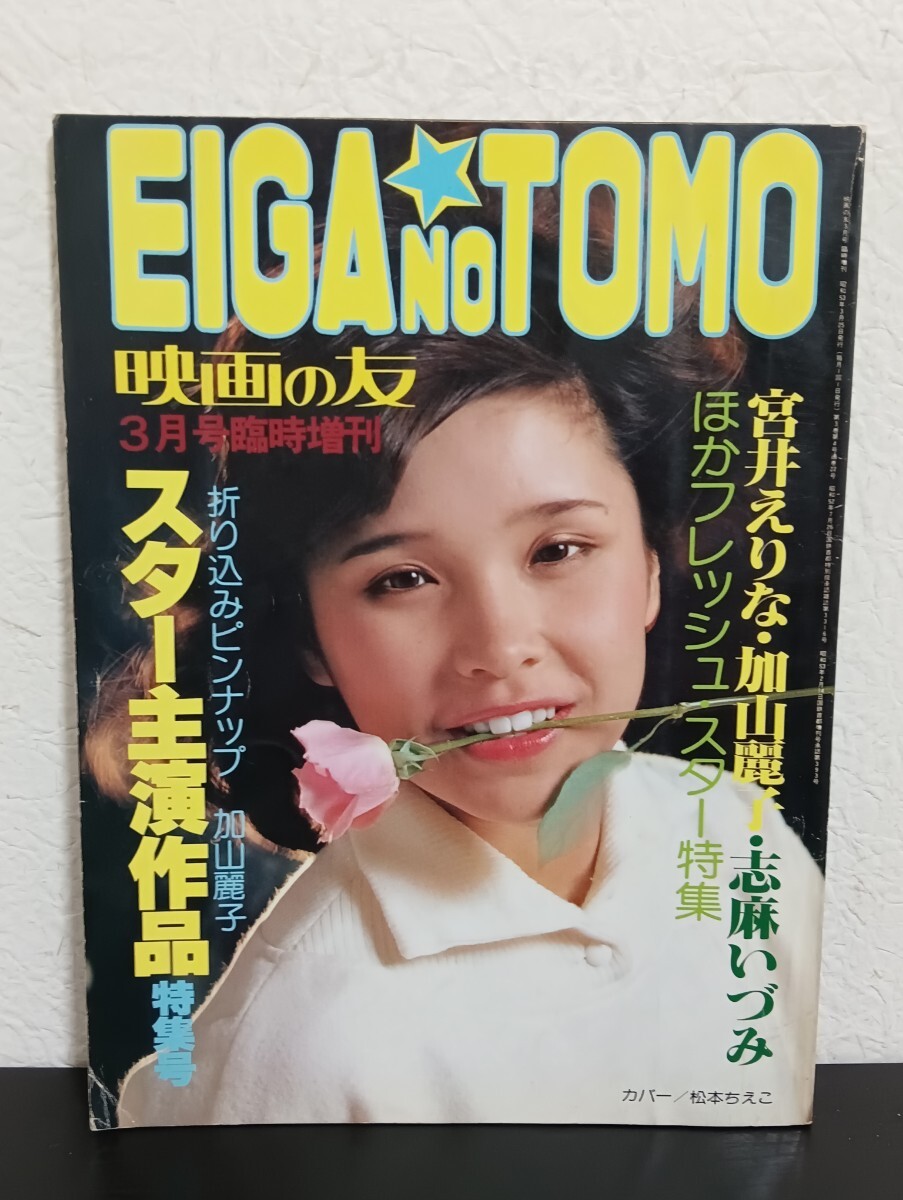 EIGA NO TOMO
映画の友
3月号臨時増刊
宮井えりな・加山麗子・志麻いづみ
ほかフレッシュ・スター特集
折り込みピンナップ 加山麗子
スター主演作品
特集号
カバー/松本ちえこ